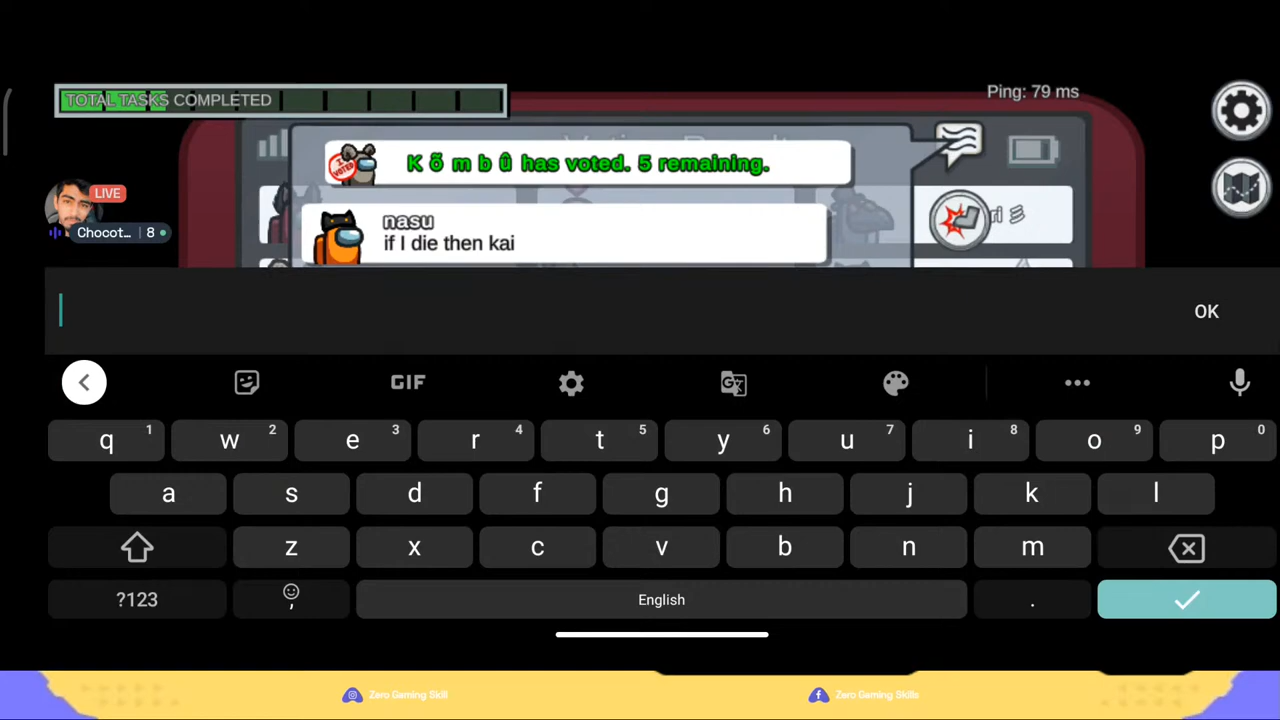 TOTAL TASKS COMPLETED
Ping: 79 ms
K õ m b û has voted. 5 remaining.
I VOTED
LIVE
nasu
if I die then kai
Chocot... | 8
OK
GIF
q 1 w 2 e 3 r 4 t 5 y 6 u 7 i 8 o 9 p 0
a s d f g h j k l
z x c v b n m
?123 , English .
Zero Gaming Skill
Zero Gaming Skills